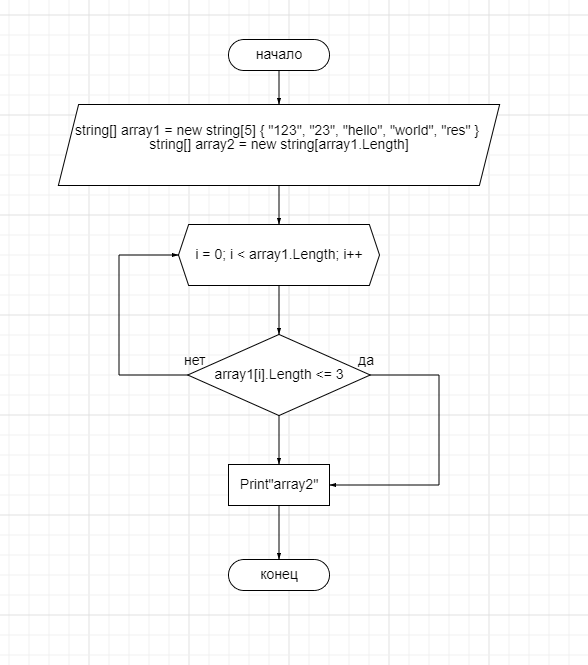 начало
string[] array1 = new string[5] { "123", "23", "hello", "world", "res" }
string[] array2 = new string[array1.Length]
i = 0; i < array1.Length; i++
нет
да
array1[i].Length <= 3
Print"array2"
конец